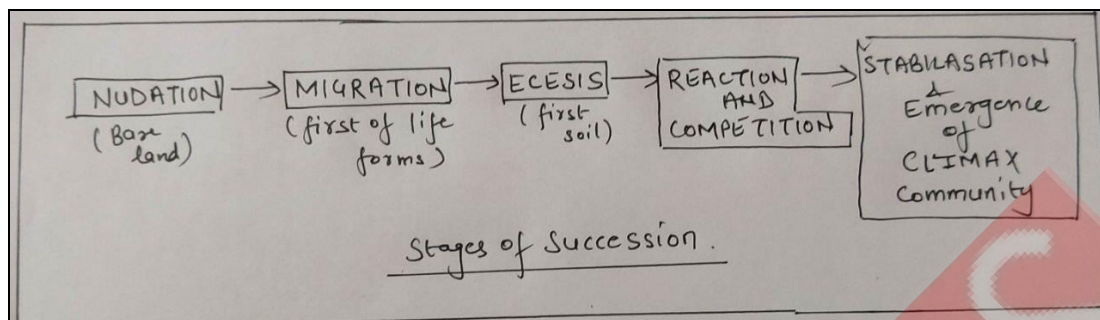 NUDATION → MIGRATION → ECESIS → REACTION AND COMPETITION → STABILASATION & Emergence of CLIMAX Community
(Bare land)
(first of life forms)
(first soil)
Stages of Succession.